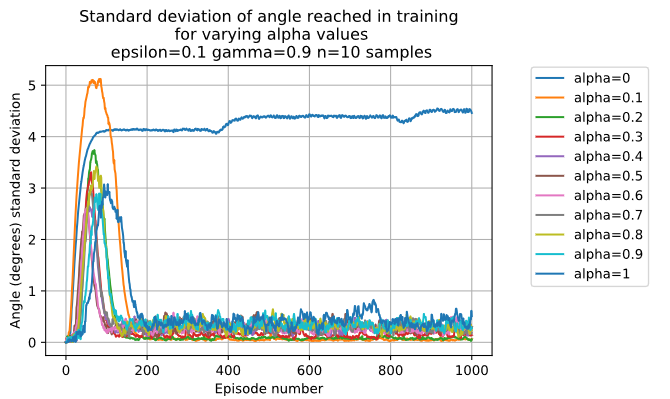 Standard deviation of angle reached in training
for varying alpha values
epsilon=0.1 gamma=0.9 n=10 samples
Angle (degrees) standard deviation
5
4
3
2
1
0
0 200 400 600 800 1000
Episode number
alpha=0
alpha=0.1
alpha=0.2
alpha=0.3
alpha=0.4
alpha=0.5
alpha=0.6
alpha=0.7
alpha=0.8
alpha=0.9
alpha=1